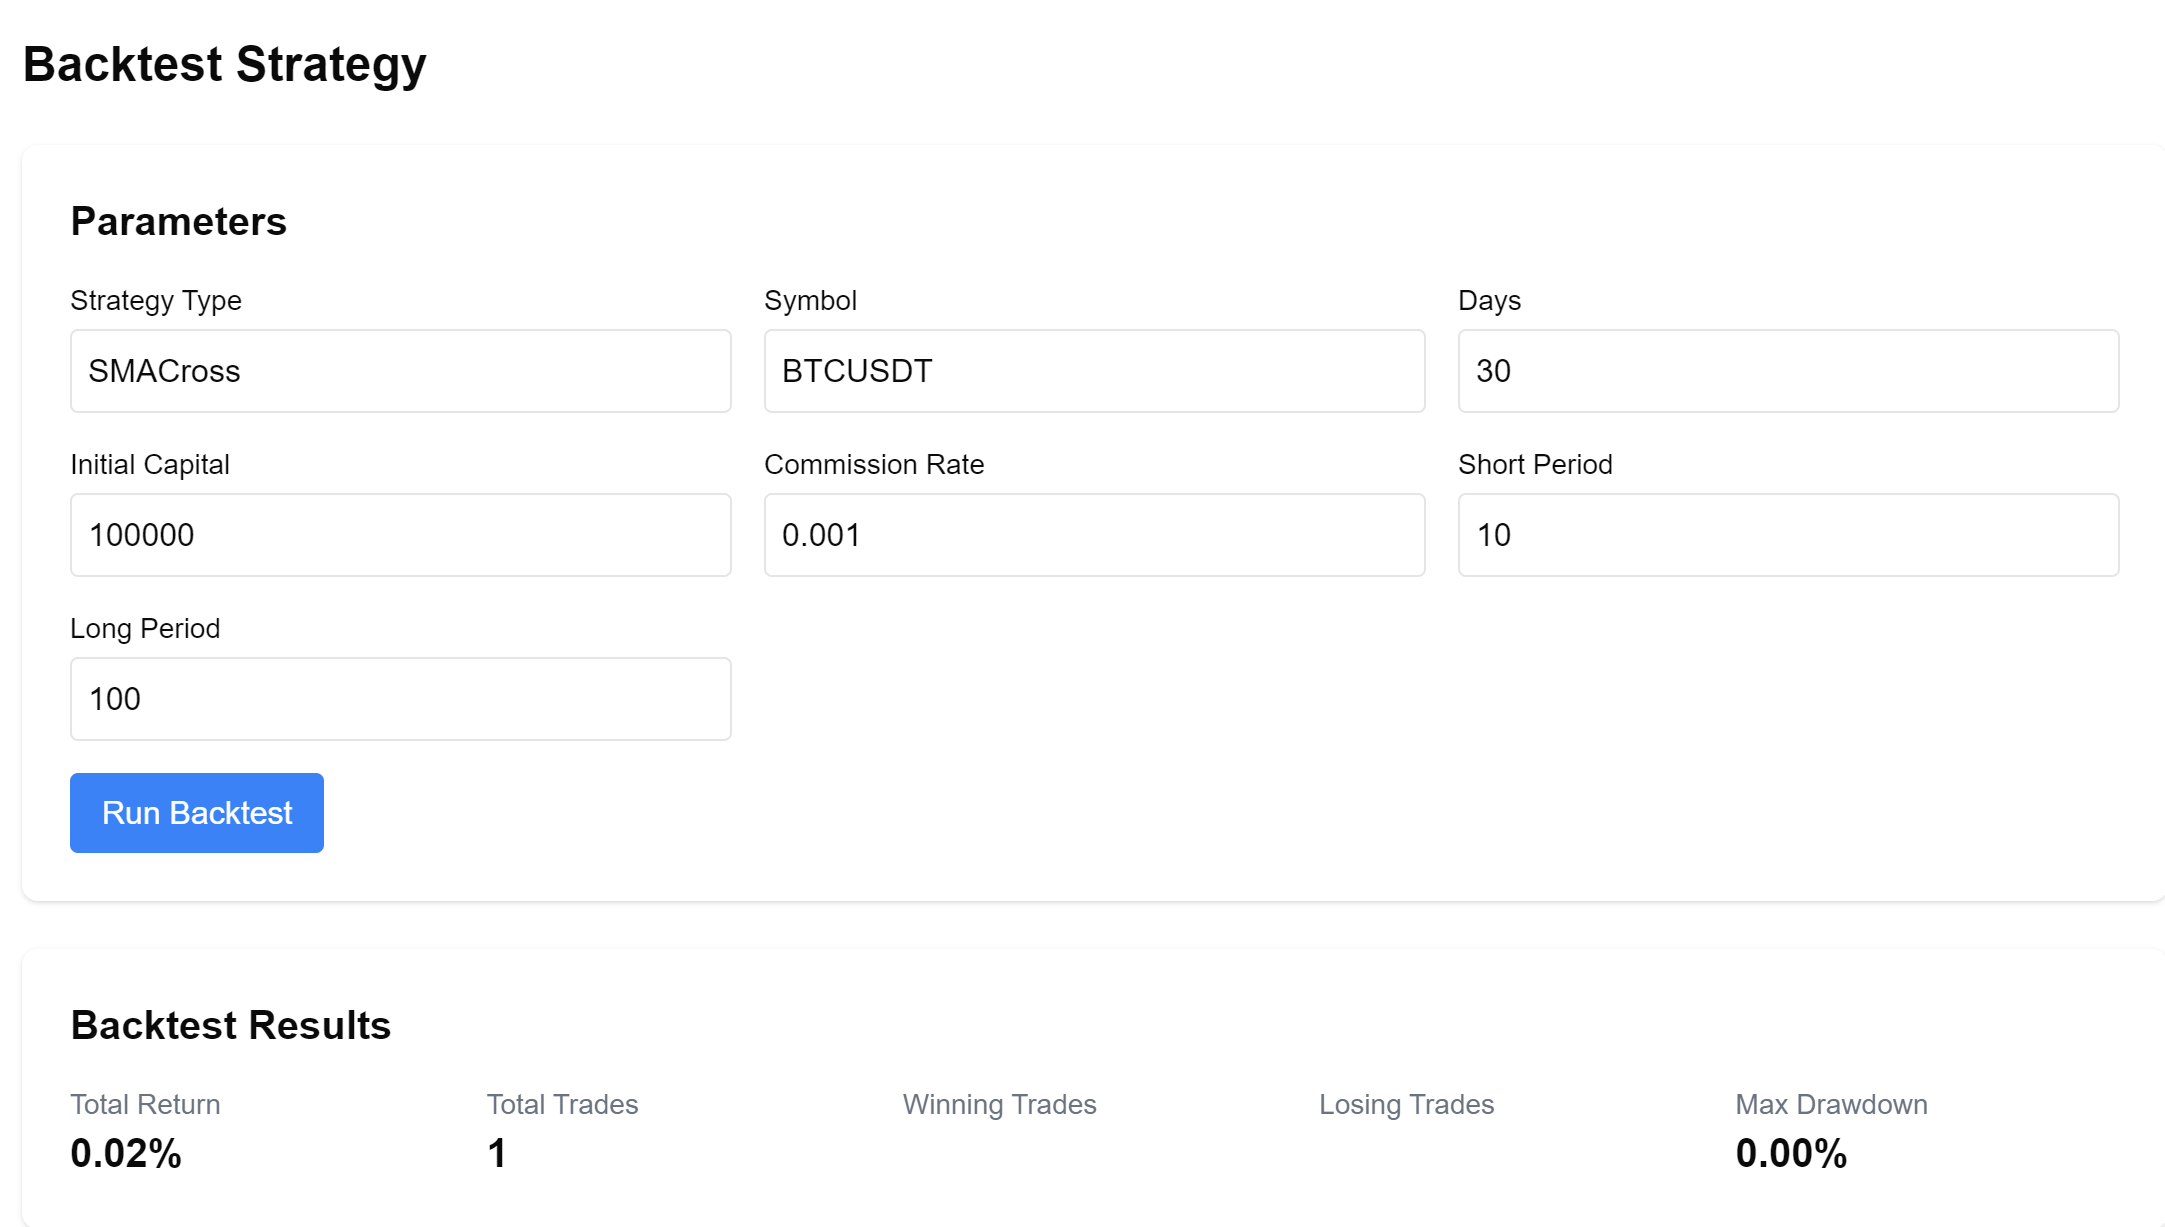 Backtest Strategy
Parameters
Strategy Type
Symbol
Days
SMACross
BTCUSDT
30
Initial Capital
Commission Rate
Short Period
100000
0.001
10
Long Period
100
Run Backtest
Backtest Results
Total Return
Total Trades
Winning Trades
Losing Trades
Max Drawdown
0.02%
1
0.00%